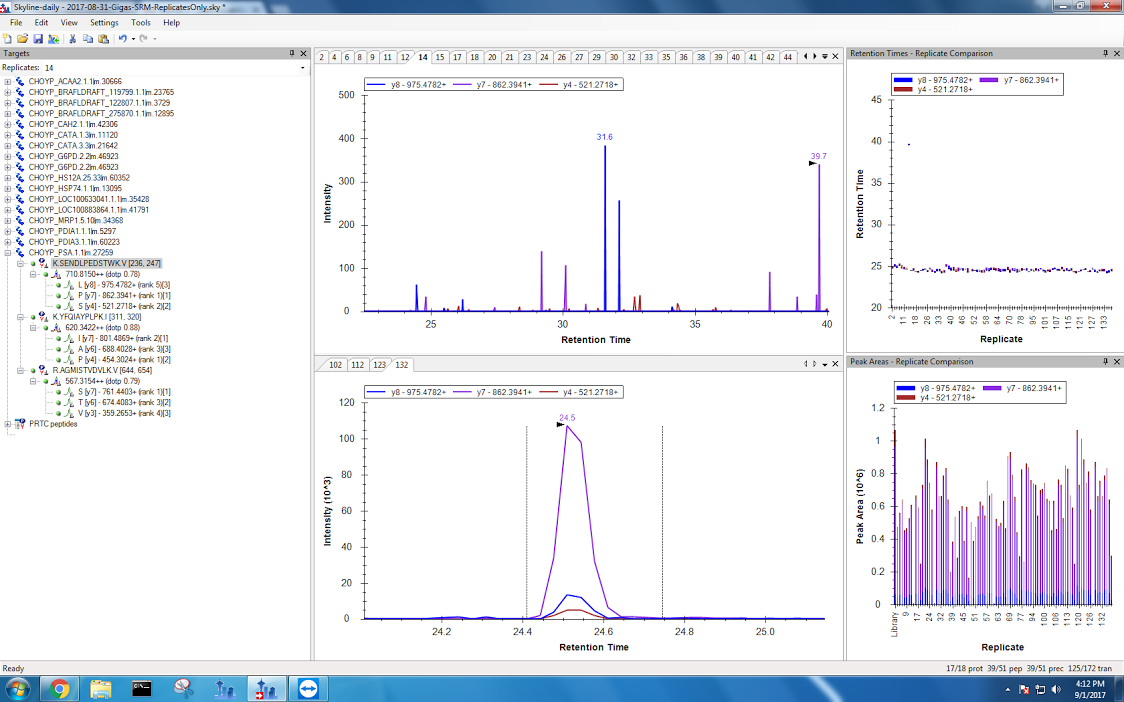 Skyline-daily - 2017-08-31-Gigas-SRM-ReplicatesOnly.sky *
File Edit View Settings Tools Help
Targets
Replicates: 14
CHOYP_ACAA2.1.1|m.30666
CHOYP_BRAFLDRAFT_119799.1.1|m.23765
CHOYP_BRAFLDRAFT_122807.1.1|m.3729
CHOYP_BRAFLDRAFT_275870.1.1|m.12895
CHOYP_CAH2.1.1|m.42306
CHOYP_CATA.1.3|m.11120
CHOYP_CATA.3.3|m.21642
CHOYP_G6PD.2.2|m.46923
CHOYP_G6PD.2.2|m.46923
CHOYP_HS12A.25.33|m.60352
CHOYP_HSP74.1.1|m.13095
CHOYP_LOC100633041.1.1|m.35428
CHOYP_LOC100883864.1.1|m.41791
CHOYP_MRP1.5.10|m.34368
CHOYP_PDIA1.1.1|m.5297
CHOYP_PDIA3.1.1|m.60223
CHOYP_PSA.1.1|m.27259
K.SENDLPEDSTWK.V [236, 247]
710.8150++ (dotp 0.78)
L [y8] - 975.4782+ (rank 5)[3]
P [y7] - 862.3941+ (rank 1)[1]
S [y4] - 521.2718+ (rank 2)[2]
K.YFGIAYPLPK.I [311, 320]
620.3422++ (dotp 0.88)
I [y7] - 801.4869+ (rank 2)[1]
A [y6] - 688.4028+ (rank 3)[3]
P [y4] - 454.3024+ (rank 1)[2]
R.AGMISTVDVLK.V [644, 654]
567.3154++ (dotp 0.79)
S [y7] - 761.4403+ (rank 1)[1]
T [y6] - 674.4083+ (rank 3)[2]
V [y3] - 359.2653+ (rank 4)[3]
PRTC peptides
2 4 6 8 9 11 12 14 15 17 18 20 21 23 24 26 27 29 30 32 33 35 36 38 39 40 41 42 44
y8 - 975.4782+ y7 - 862.3941+ y4 - 521.2718+
500
400
300
200
100
0
Intensity
31.6
39.7
25 30 35 40
Retention Time
102 112 123 132
y8 - 975.4782+ y7 - 862.3941+ y4 - 521.2718+
120
100
80
60
40
20
0
Intensity (10^3)
24.5
24.2 24.4 24.6 24.8 25.0
Retention Time
Retention Times - Replicate Comparison
y8 - 975.4782+ y7 - 862.3941+
y4 - 521.2718+
45
40
35
30
25
20
Retention Time
2 11 18 26 33 39 40 46 52 58 64 70 78 95 101 107 115 121 127 133
Replicate
Peak Areas - Replicate Comparison
y8 - 975.4782+ y7 - 862.3941+
y4 - 521.2718+
1.2
1
0.8
0.6
0.4
0.2
0
Peak Area (10^6)
Library 9 17 24 32 39 45 51 57 63 69 77 94 100 106 113 120 126 132
Replicate
Ready
17/18 prot 39/51 pep 39/51 prec 125/172 tran
4:12 PM
9/1/2017